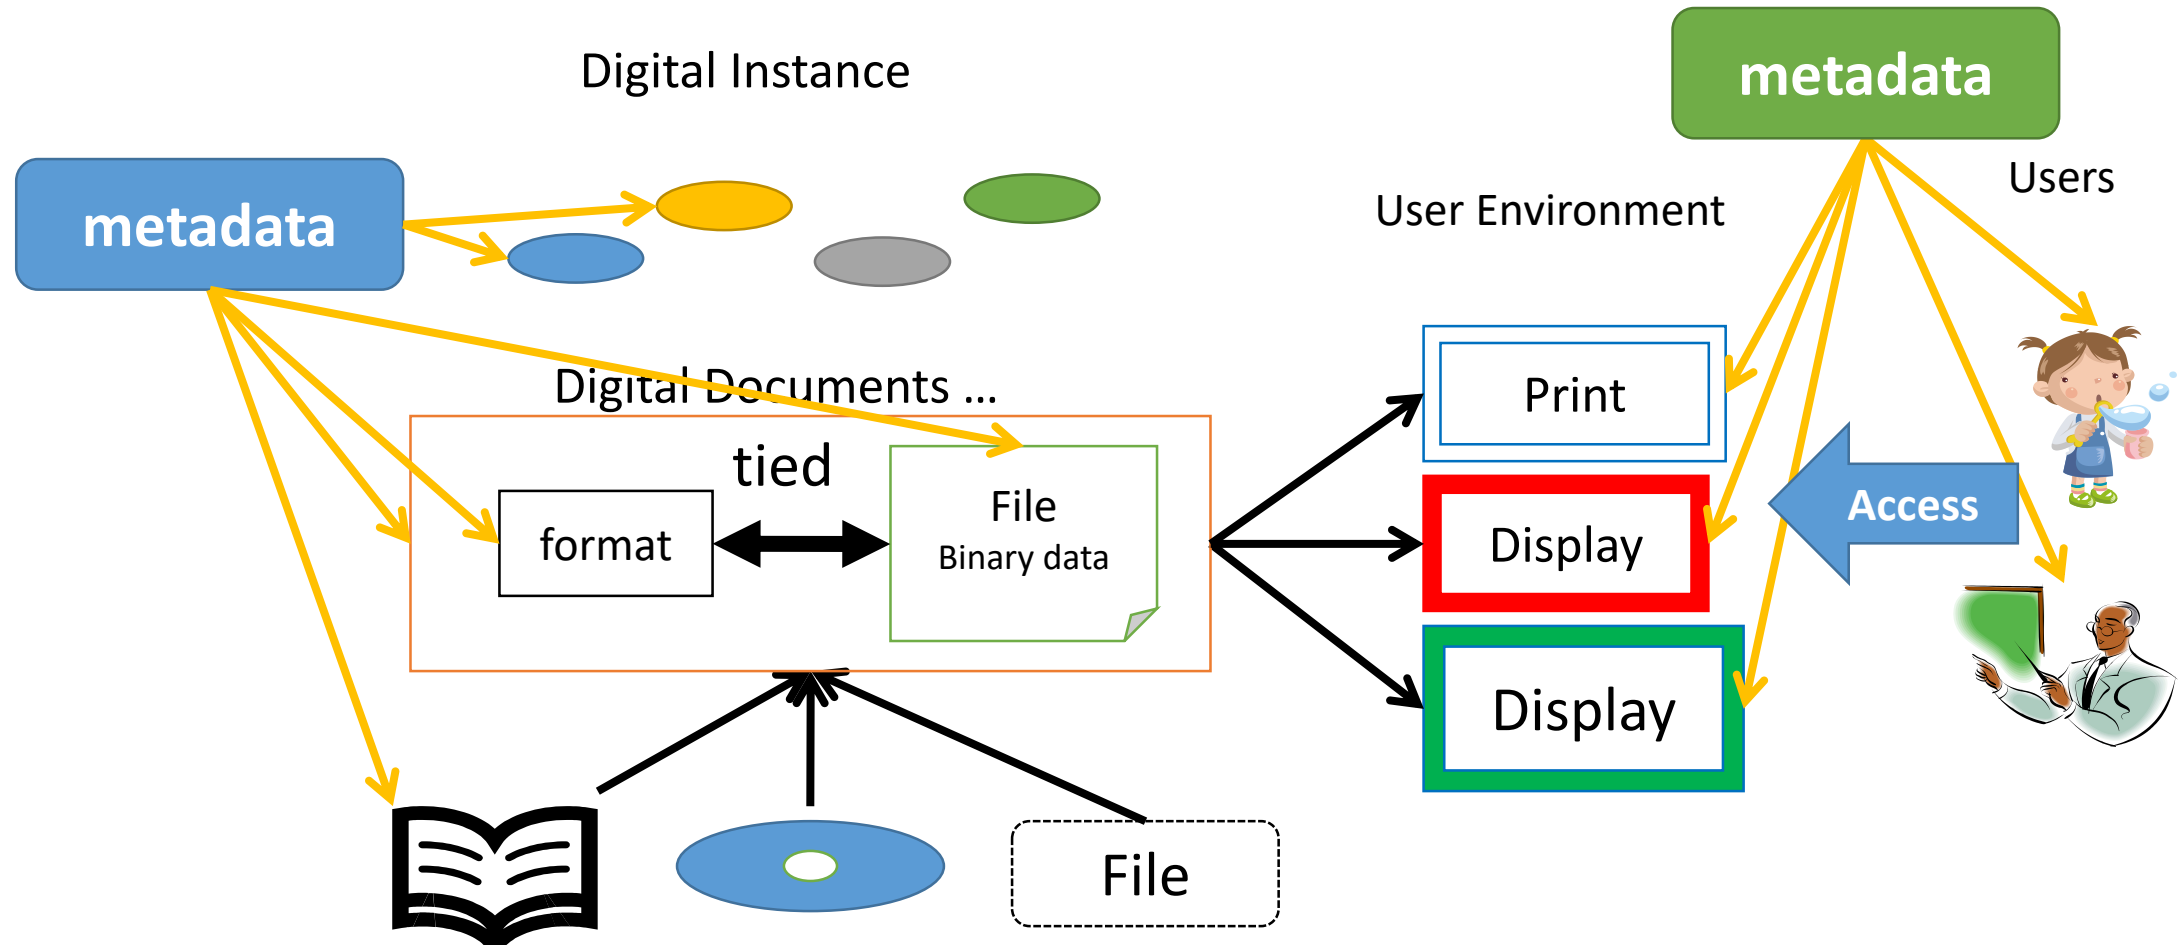 Digital Instance
metadata
metadata
Users
User Environment
Digital Documents ...
tied
format
File
Binary data
Print
Display
Display
Access
File